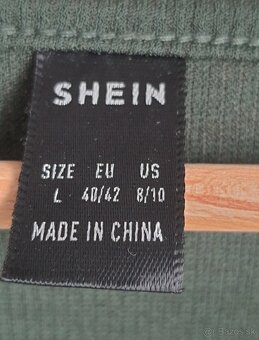 SHEIN
SIZE EU US
L 40/42 8/10
MADE IN CHINA
bazos.sk